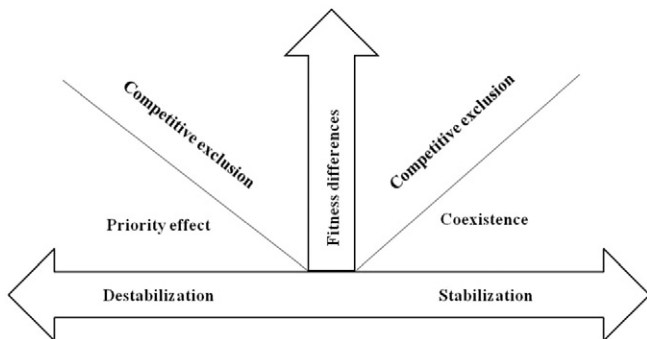 Competitive exclusion
Fitness differences
Competitive exclusion
Priority effect
Coexistence
Destabilization
Stabilization